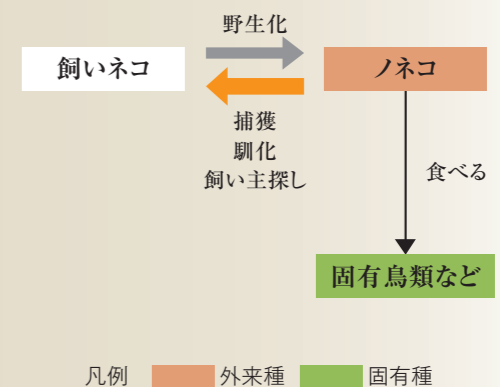 野生化
飼いネコ
ノネコ
捕獲
馴化
飼い主探し
食べる
固有鳥類など
凡例 外来種 固有種